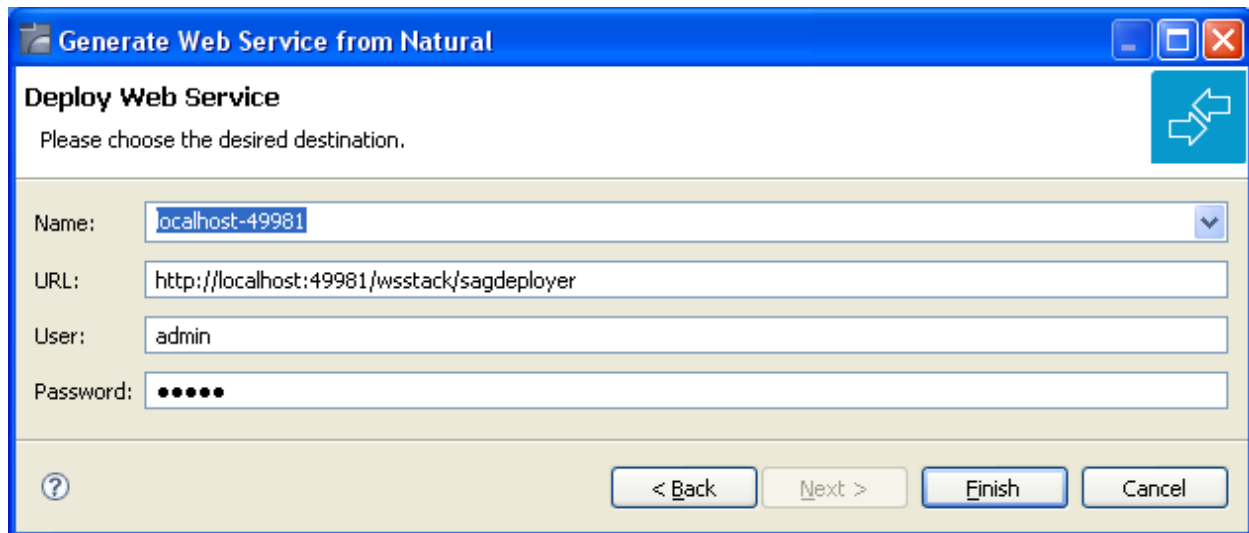 Generate Web Service from Natural
Deploy Web Service
Please choose the desired destination.
Name: localhost-49981
URL: http://localhost:49981/wsstack/sagdeployer
User: admin
Password: •••••
? < Back Next > Finish Cancel